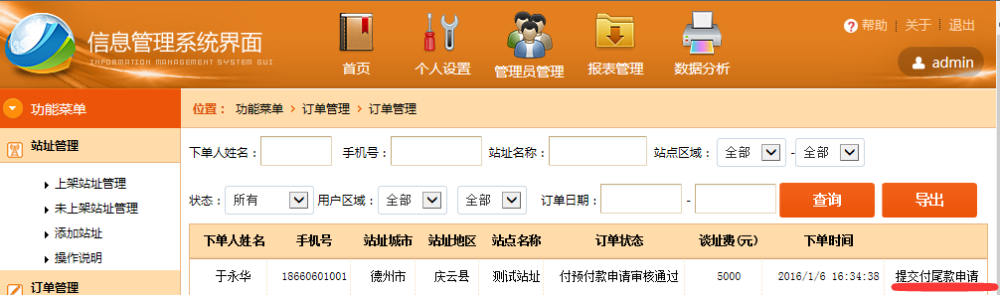 信息管理系统界面
INFORMATION MANAGEMENT SYSTEM GUI
首页 个人设置 管理员管理 报表管理 数据分析
帮助 关于 退出
admin
功能菜单
位置： 功能菜单 > 订单管理 > 订单管理
站址管理
上架站址管理
未上架站址管理
添加站址
操作说明
订单管理
下单人姓名： 手机号： 站址名称： 站点区域： 全部 - 全部
状态： 所有 用户区域： 全部 全部 订单日期： - 查询 导出
下单人姓名 手机号 站址城市 站址地区 站点名称 订单状态 谈址费(元) 下单时间
于永华 18660601001 德州市 庆云县 测试站址 付预付款申请审核通过 5000 2016/1/6 16:34:38 提交付尾款申请